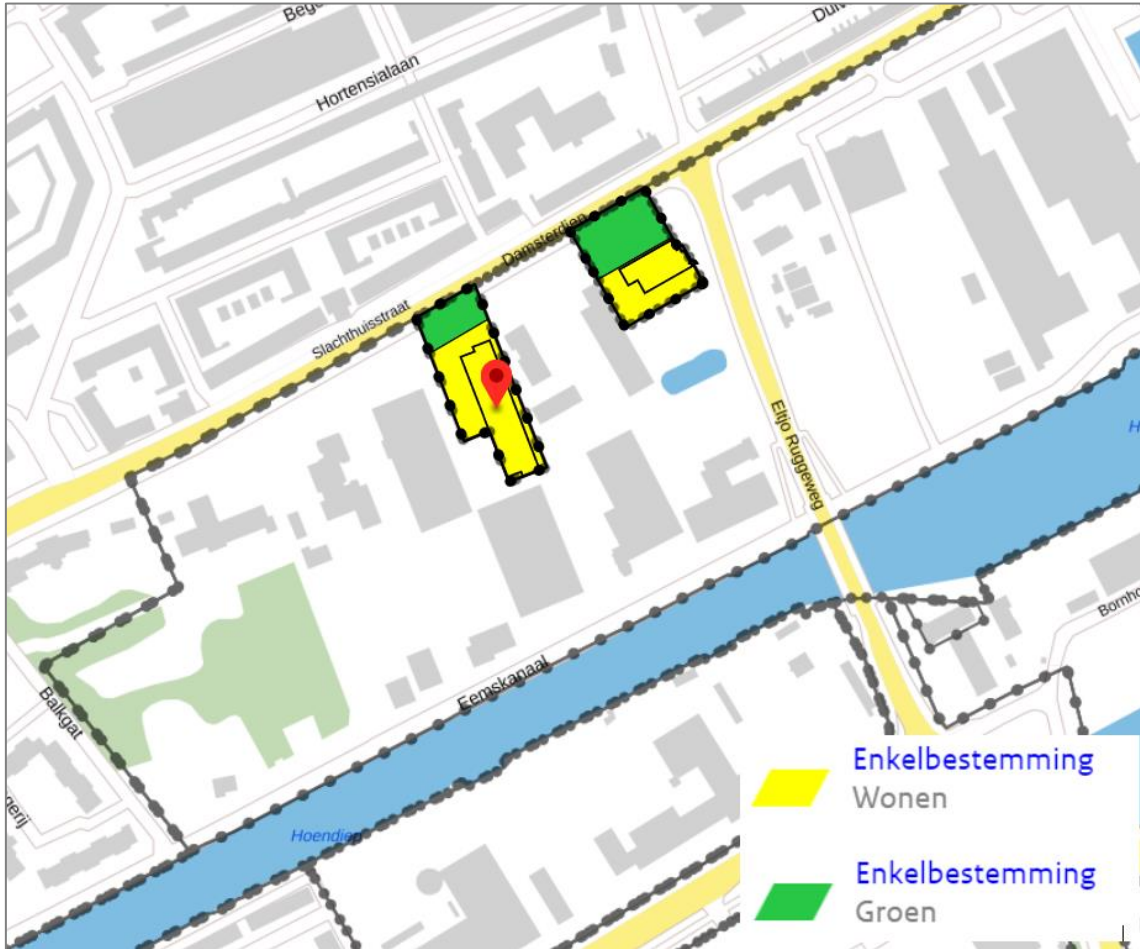 Hortensialaan
Damsterdiep
Slachthuisstraat
Eltjo Ruggeweg
Eemskanaal
Balkgat
Hoendiep
Enkelbestemming
Wonen
Enkelbestemming
Groen